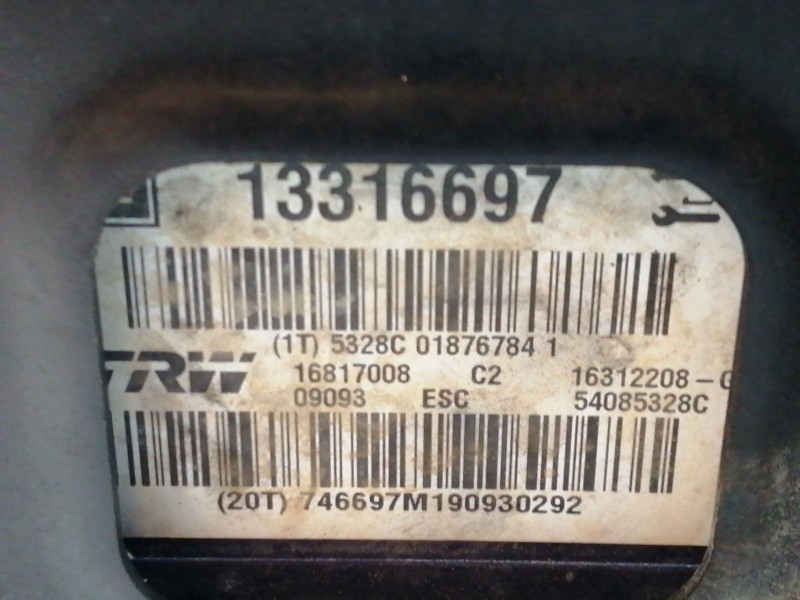 13316697
(1T) 5328C 01876784 1
TRW 16817008 C2 16312208-G
09093 ESC 54085328C
(20T) 746697M190930292